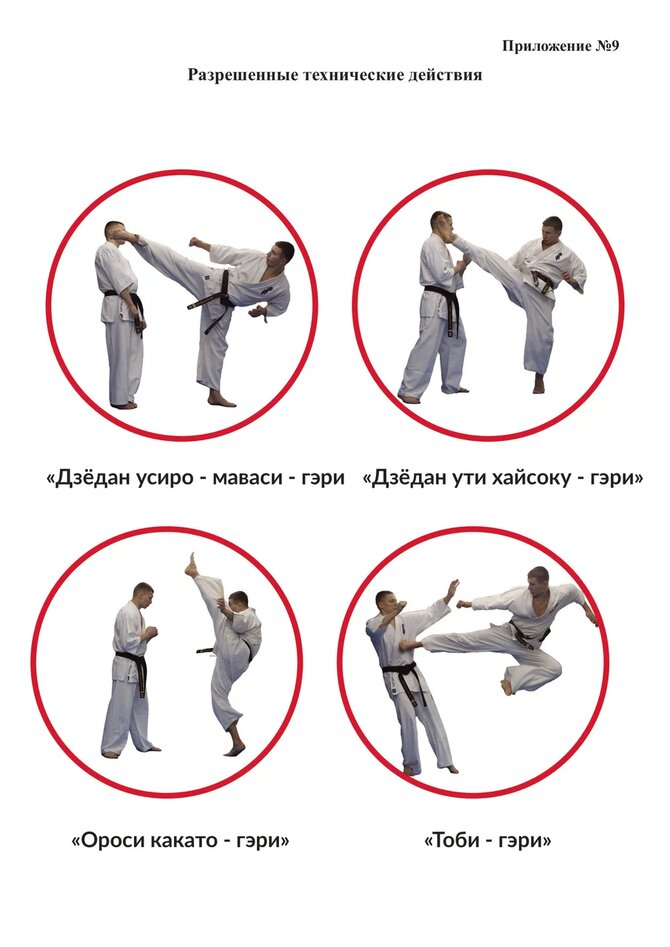 Приложение №9
Разрешенные технические действия
«Дзёдан усиро - маваси - гэри
«Дзёдан ути хайсоку - гэри»
«Ороси какато - гэри»
«Тоби - гэри»